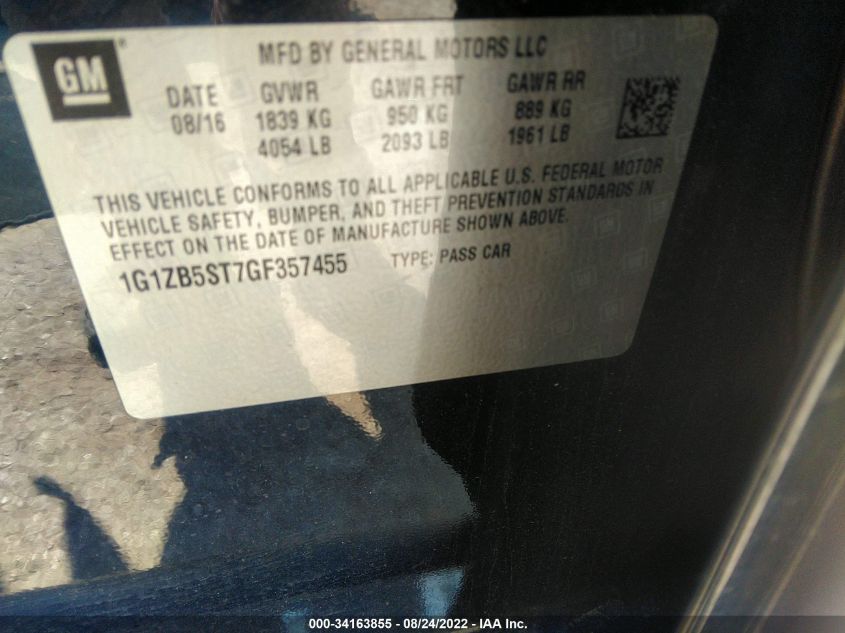 GM
MFD BY GENERAL MOTORS LLC
DATE GVWR GAWR FRT GAWR RR
08/16 1839 KG 950 KG 889 KG
4054 LB 2093 LB 1961 LB
THIS VEHICLE CONFORMS TO ALL APPLICABLE U.S. FEDERAL MOTOR
VEHICLE SAFETY, BUMPER, AND THEFT PREVENTION STANDARDS IN
EFFECT ON THE DATE OF MANUFACTURE SHOWN ABOVE.
1G1ZB5ST7GF357455 TYPE: PASS CAR
000-34163855 - 08/24/2022 - IAA Inc.